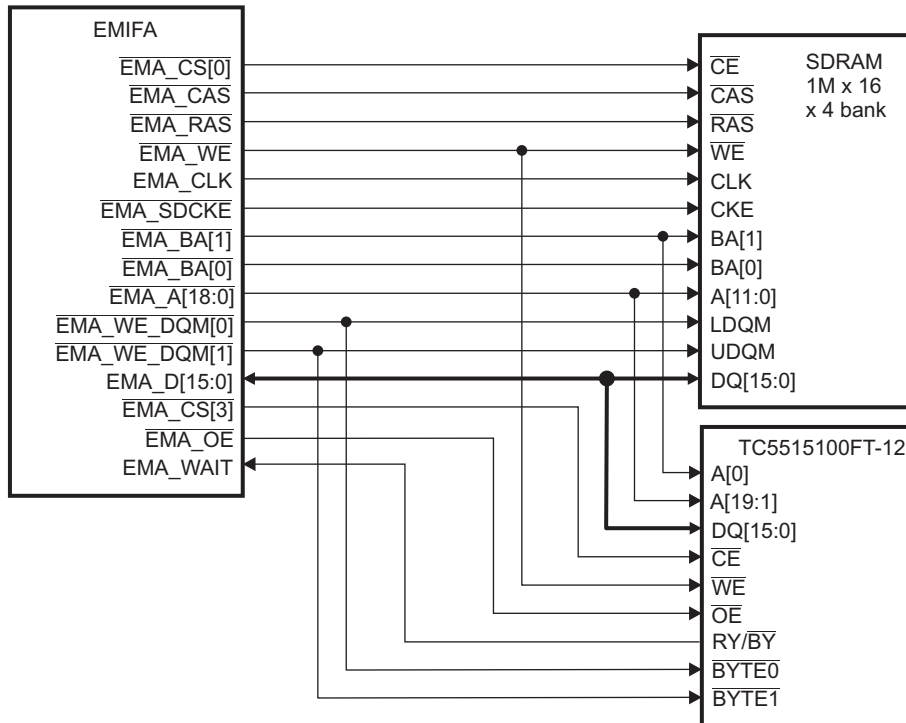 EMIFA
EMA_CS[0]
EMA_CAS
EMA_RAS
EMA_WE
EMA_CLK
EMA_SDCKE
EMA_BA[1]
EMA_BA[0]
EMA_A[18:0]
EMA_WE_DQM[0]
EMA_WE_DQM[1]
EMA_D[15:0]
EMA_CS[3]
EMA_OE
EMA_WAIT
SDRAM
1M x 16
x 4 bank
CE
CAS
RAS
WE
CLK
CKE
BA[1]
BA[0]
A[11:0]
LDQM
UDQM
DQ[15:0]
TC5515100FT-12
A[0]
A[19:1]
DQ[15:0]
CE
WE
OE
RY/BY
BYTE0
BYTE1